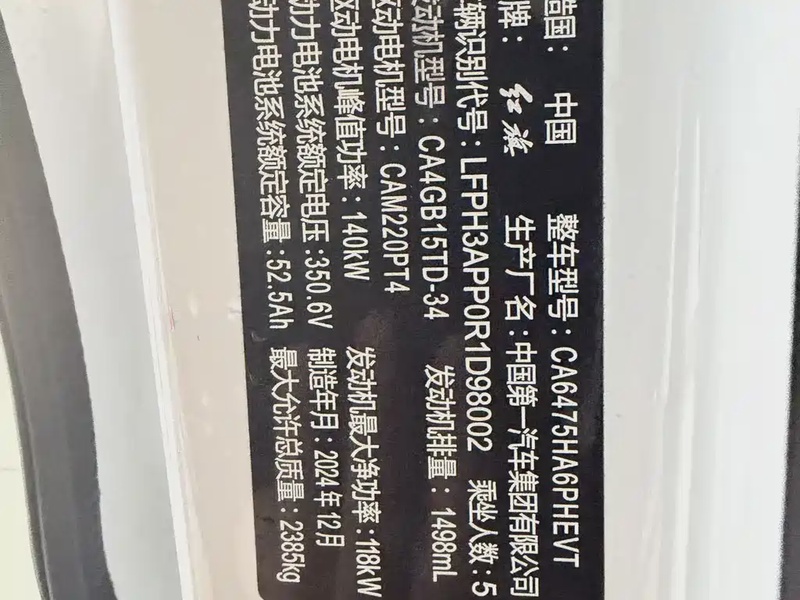 造国： 中国 整车型号：CA6475HA6PHEVT
牌： 红旗 生产厂名：中国第一汽车集团有限公司
辆识别代号：LFPH3APP0R1D98002 乘坐人数：5
发动机型号：CA4GB15TD-34 发动机排量：1498mL
驱动电机型号：CAM220PT4
驱动电机峰值功率：140kW 发动机最大净功率：118kW
动力电池系统额定电压：350.6V 制造年月：2024年12月
动力电池系统额定容量：52.5Ah 最大允许总质量：2385kg